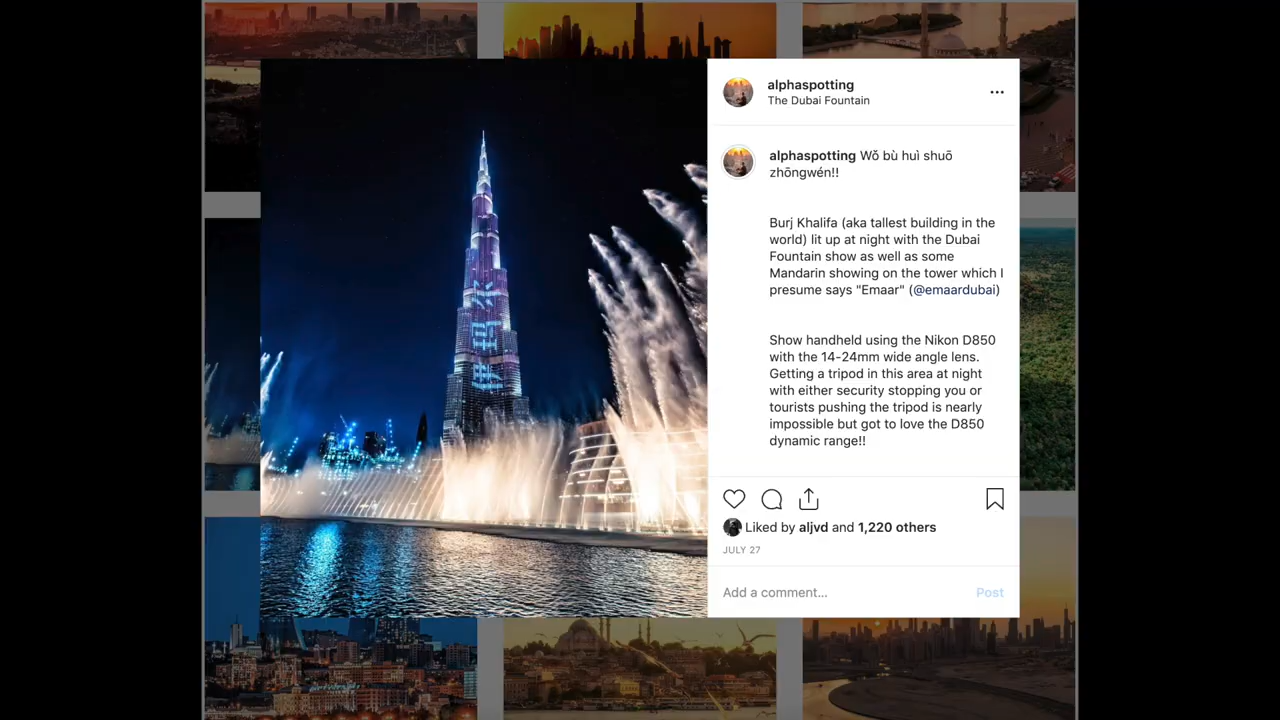 alphaspotting
The Dubai Fountain
alphaspotting Wǒ bù huì shuō
zhōngwén!!
Burj Khalifa (aka tallest building in the
world) lit up at night with the Dubai
Fountain show as well as some
Mandarin showing on the tower which I
presume says "Emaar" (@emaardubai)
Show handheld using the Nikon D850
with the 14-24mm wide angle lens.
Getting a tripod in this area at night
with either security stopping you or
tourists pushing the tripod is nearly
impossible but got to love the D850
dynamic range!!
Liked by aljvd and 1,220 others
JULY 27
Add a comment...
Post